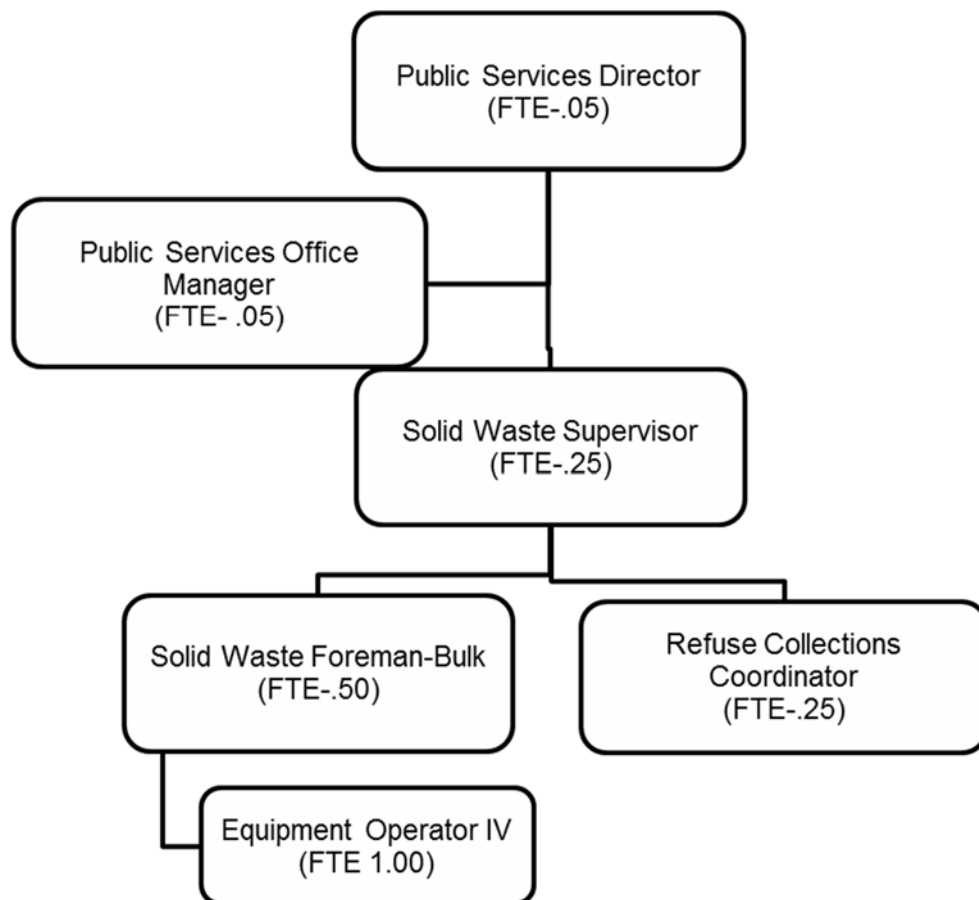 Public Services Director
(FTE-.05)
Public Services Office
Manager
(FTE- .05)
Solid Waste Supervisor
(FTE-.25)
Solid Waste Foreman-Bulk
(FTE-.50)
Refuse Collections
Coordinator
(FTE-.25)
Equipment Operator IV
(FTE 1.00)